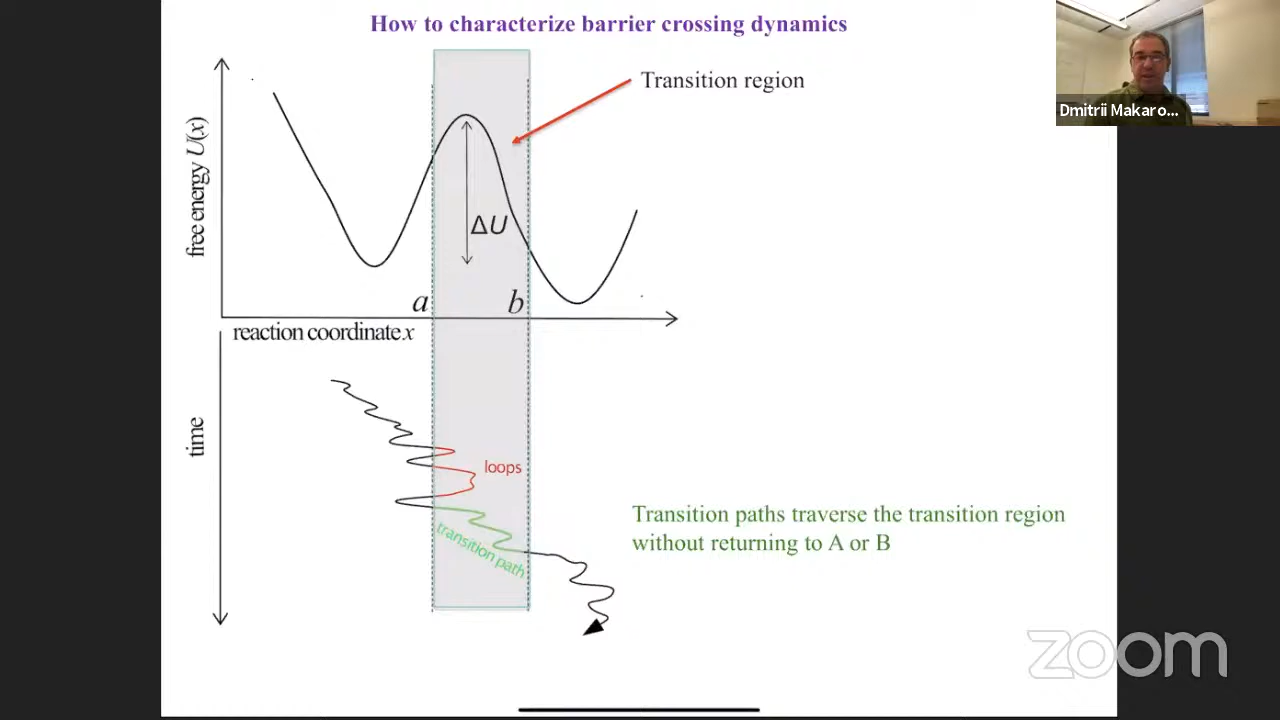 How to characterize barrier crossing dynamics
Transition region
Dmitrii Makaro...
free energy U(x)
ΔU
a
b
reaction coordinate x
time
loops
transition path
Transition paths traverse the transition region
without returning to A or B
zoom